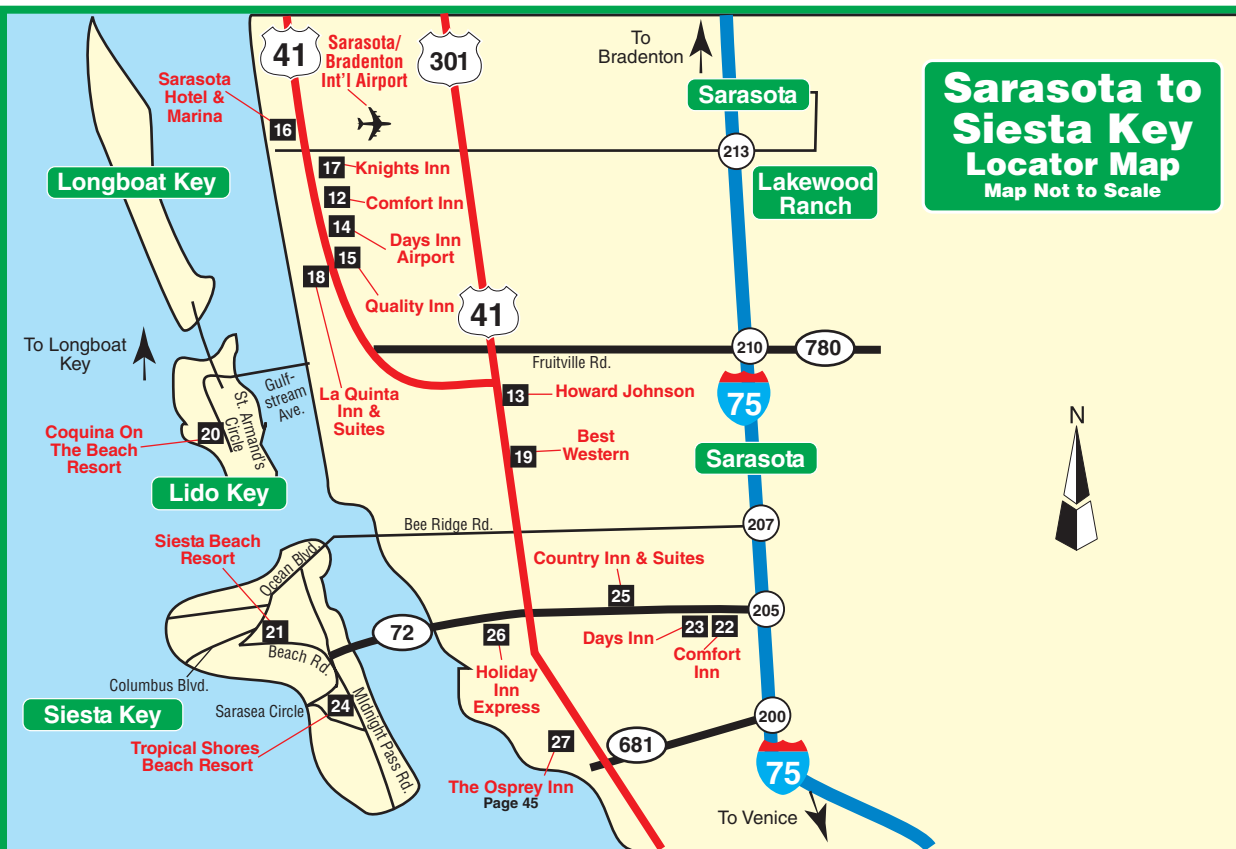 Sarasota to
Siesta Key
Locator Map
Map Not to Scale
41
301
Sarasota/
Bradenton
Int'l Airport
To
Bradenton
Sarasota
Sarasota
Hotel &
Marina
16
213
17
Knights Inn
Longboat Key
Lakewood
Ranch
12
Comfort Inn
14
Days Inn
Airport
15
18
Quality Inn
41
To Longboat
Key
210
780
Fruitville Rd.
Gulf-
stream
Ave.
St. Armand's
Circle
La Quinta
Inn &
Suites
13
Howard Johnson
75
N
20
Coquina On
The Beach
Resort
19
Best
Western
Sarasota
Lido Key
Bee Ridge Rd.
207
Siesta Beach
Resort
Ocean Blvd.
Country Inn & Suites
25
205
21
72
26
Days Inn
23
22
Comfort
Inn
Beach Rd.
Holiday
Inn
Express
Columbus Blvd.
Siesta Key
Sarasea Circle
24
Midnight Pass Rd.
200
Tropical Shores
Beach Resort
27
681
75
The Osprey Inn
Page 45
To Venice